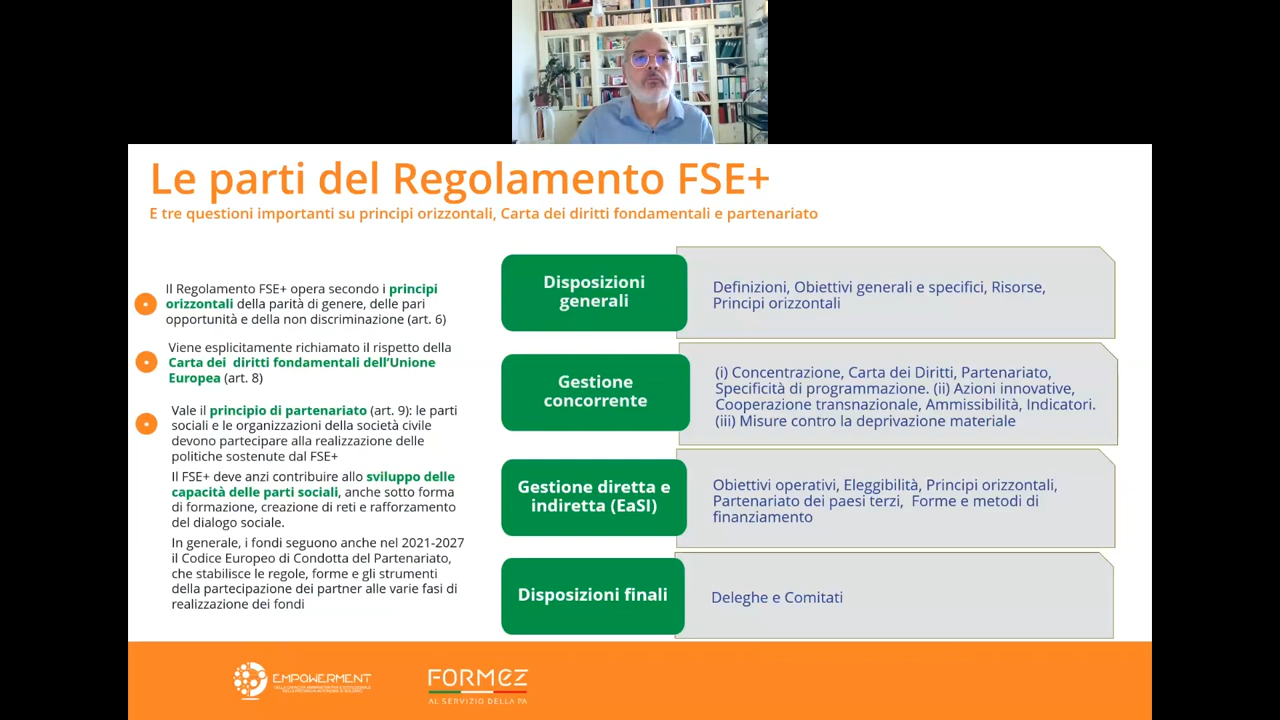 Le parti del Regolamento FSE+
E tre questioni importanti su principi orizzontali, Carta dei diritti fondamentali e partenariato
Il Regolamento FSE+ opera secondo i principi
orizzontali della parità di genere, delle pari
opportunità e della non discriminazione (art. 6)
Viene esplicitamente richiamato il rispetto della
Carta dei diritti fondamentali dell'Unione
Europea (art. 8)
Vale il principio di partenariato (art. 9): le parti
sociali e le organizzazioni della società civile
devono partecipare alla realizzazione delle
politiche sostenute dal FSE+
Il FSE+ deve anzi contribuire allo sviluppo delle
capacità delle parti sociali, anche sotto forma
di formazione, creazione di reti e rafforzamento
del dialogo sociale.
In generale, i fondi seguono anche nel 2021-2027
il Codice Europeo di Condotta del Partenariato,
che stabilisce le regole, forme e gli strumenti
della partecipazione dei partner alle varie fasi di
realizzazione dei fondi
Disposizioni
generali
Definizioni, Obiettivi generali e specifici, Risorse,
Principi orizzontali
Gestione
concorrente
(i) Concentrazione, Carta dei Diritti, Partenariato,
Specificità di programmazione. (ii) Azioni innovative,
Cooperazione transnazionale, Ammissibilità, Indicatori.
(iii) Misure contro la deprivazione materiale
Gestione diretta e
indiretta (EaSI)
Obiettivi operativi, Eleggibilità, Principi orizzontali,
Partenariato dei paesi terzi, Forme e metodi di
finanziamento
Disposizioni finali
Deleghe e Comitati
EMPOWERMENT
FORMEZ
AL SERVIZIO DELLA PA